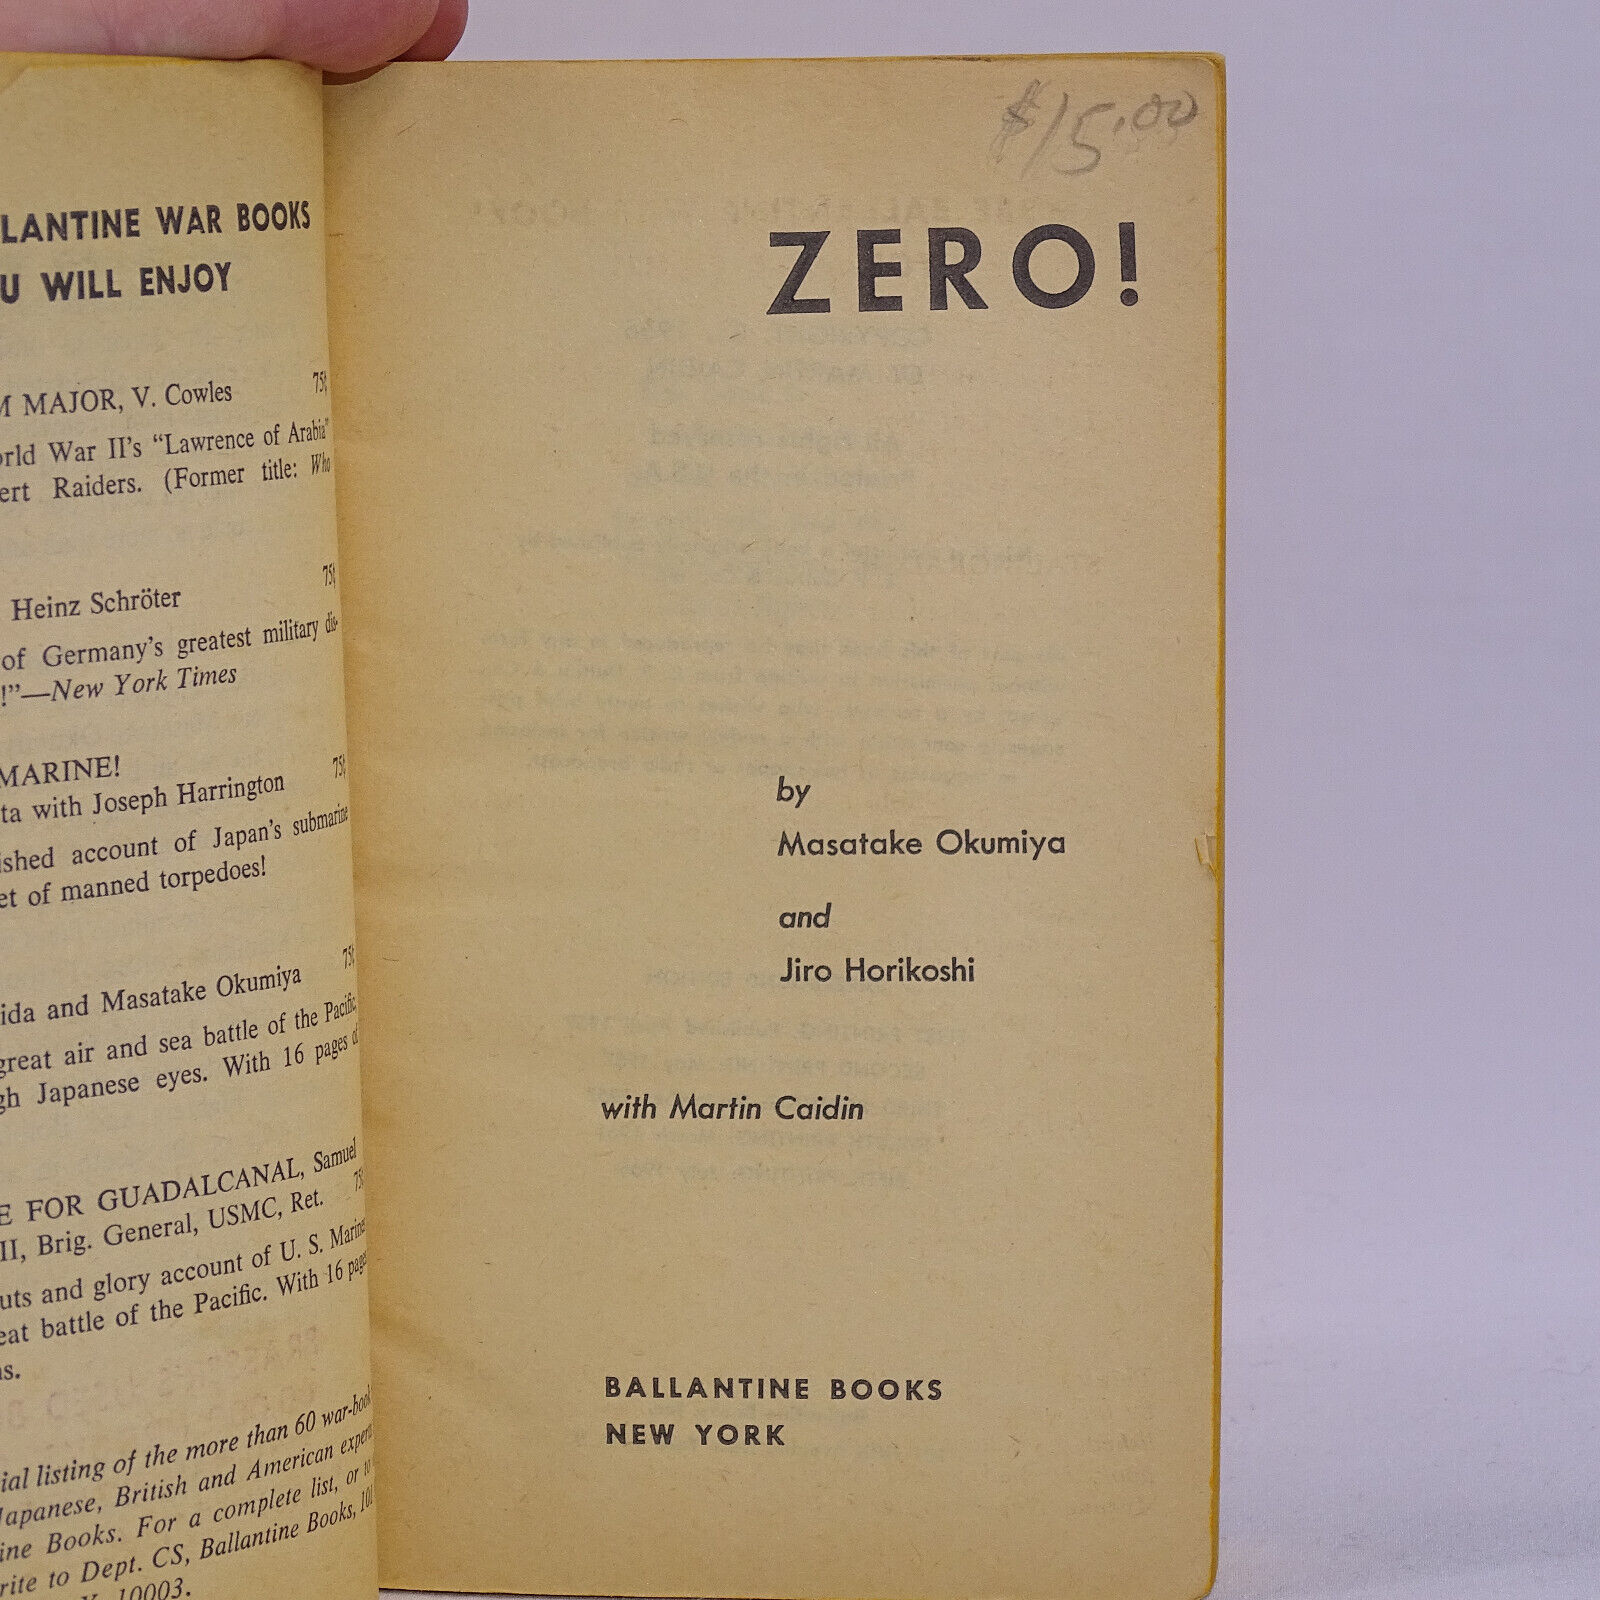 LANTINE WAR BOOKS
U WILL ENJOY
M MAJOR, V. Cowles 75¢
orld War II's “Lawrence of Arabia”
ert Raiders. (Former title: Who
75¢
Heinz Schröter
of Germany's greatest military dis-
!”—New York Times
MARINE!
75¢
ta with Joseph Harrington
ished account of Japan's submarine
et of manned torpedoes!
75¢
ida and Masatake Okumiya
great air and sea battle of the Pacific,
gh Japanese eyes. With 16 pages of
E FOR GUADALCANAL, Samuel
II, Brig. General, USMC, Ret. 75¢
uts and glory account of U. S. Marine
eat battle of the Pacific. With 16 page
ns.
ial listing of the more than 60 war-book
Japanese, British and American experi
ine Books. For a complete list, or to
rite to Dept. CS, Ballantine Books, 101
Y. 10003.
$15.00
ZERO!
by
Masatake Okumiya
and
Jiro Horikoshi
with Martin Caidin
BALLANTINE BOOKS
NEW YORK